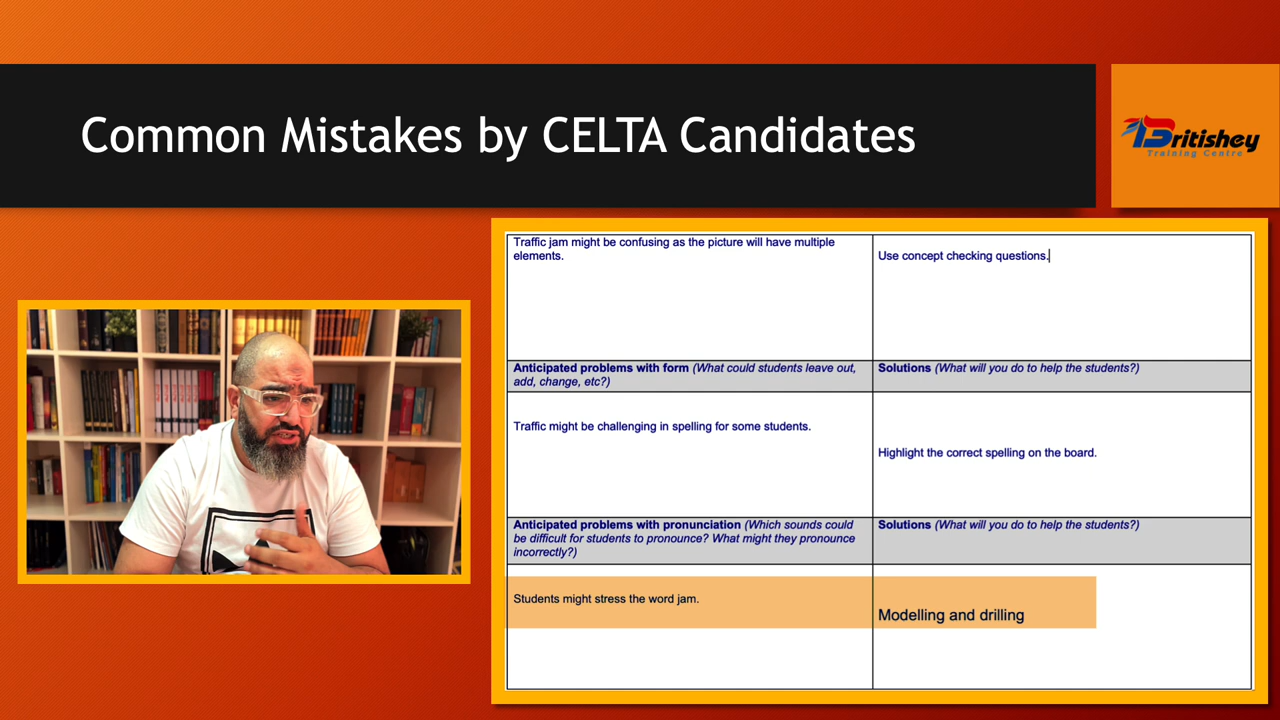 Common Mistakes by CELTA Candidates
Britishey
Training Centre
Traffic jam might be confusing as the picture will have multiple
elements.
Use concept checking questions.
Anticipated problems with form (What could students leave out,
add, change, etc?)
Solutions (What will you do to help the students?)
Traffic might be challenging in spelling for some students.
Highlight the correct spelling on the board.
Anticipated problems with pronunciation (Which sounds could
be difficult for students to pronounce? What might they pronounce
incorrectly?)
Solutions (What will you do to help the students?)
Students might stress the word jam.
Modelling and drilling